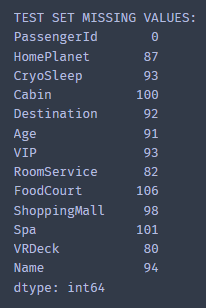 TEST SET MISSING VALUES:
PassengerId 0
HomePlanet 87
CryoSleep 93
Cabin 100
Destination 92
Age 91
VIP 93
RoomService 82
FoodCourt 106
ShoppingMall 98
Spa 101
VRDeck 80
Name 94
dtype: int64